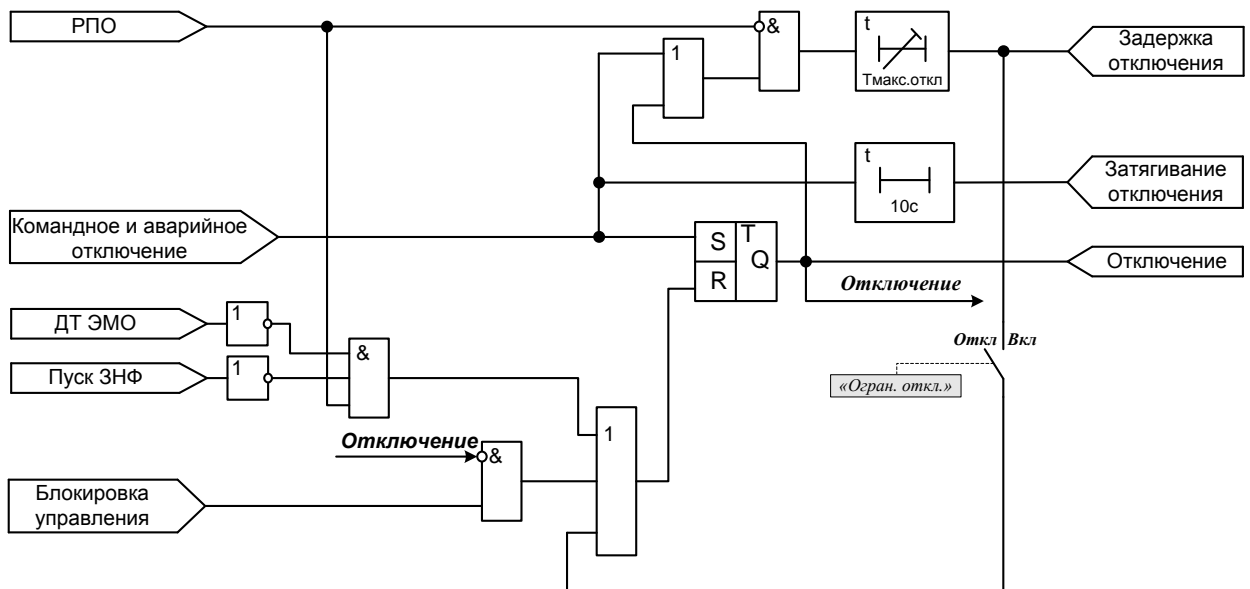 РПО
&
1
t
Тмакс.откл
Задержка
отключения
t
10с
Затягивание
отключения
Командное и аварийное
отключение
S
T
Q
R
Отключение
Отключение
ДТ ЭМО
1
Пуск ЗНФ
1
&
Откл Вкл
«Огран. откл.»
Отключение
&
1
Блокировка
управления